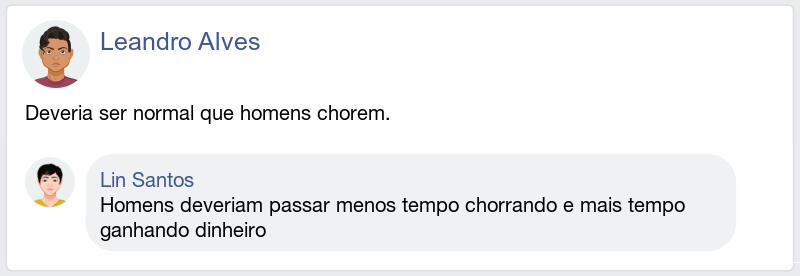 Leandro Alves
Deveria ser normal que homens chorem.
Lin Santos
Homens deveriam passar menos tempo chorrando e mais tempo
ganhando dinheiro